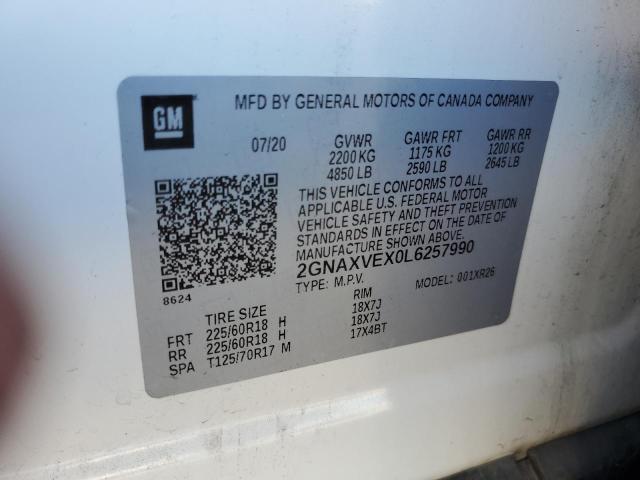 GM
MFD BY GENERAL MOTORS OF CANADA COMPANY
07/20 GVWR GAWR FRT GAWR RR
2200 KG 1175 KG 1200 KG
4850 LB 2590 LB 2645 LB
THIS VEHICLE CONFORMS TO ALL
APPLICABLE U.S. FEDERAL MOTOR
VEHICLE SAFETY AND THEFT PREVENTION
STANDARDS IN EFFECT ON THE DATE OF
MANUFACTURE SHOWN ABOVE.
2GNAXVEX0L6257990
8624
TYPE: M.P.V. MODEL: 001XR26
TIRE SIZE RIM
FRT 225/60R18 H 18X7J
RR 225/60R18 H 18X7J
SPA T125/70R17 M 17X4BT